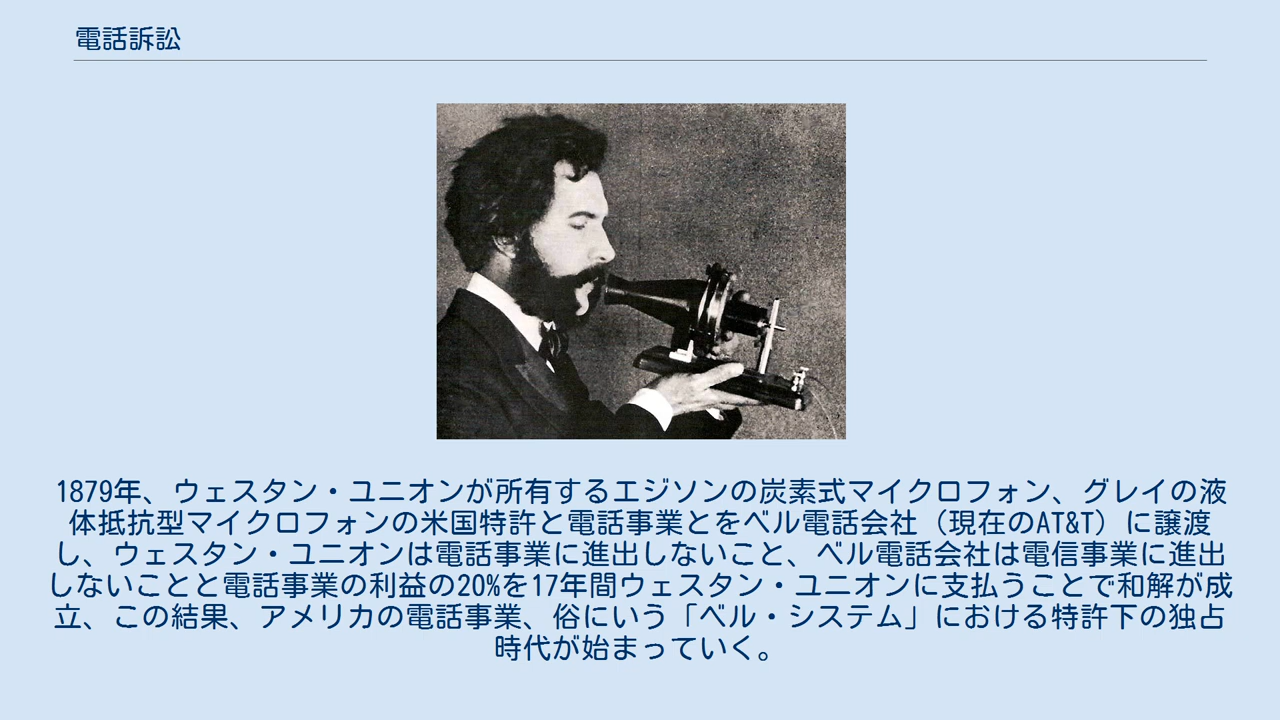 電話訴訟
1879年、ウェスタン・ユニオンが所有するエジソンの炭素式マイクロフォン、グレイの液
体抵抗型マイクロフォンの米国特許と電話事業とをベル電話会社（現在のAT&T）に譲渡
し、ウェスタン・ユニオンは電話事業に進出しないこと、ベル電話会社は電信事業に進出
しないことと電話事業の利益の20%を17年間ウェスタン・ユニオンに支払うことで和解が成
立、この結果、アメリカの電話事業、俗にいう「ベル・システム」における特許下の独占
時代が始まっていく。